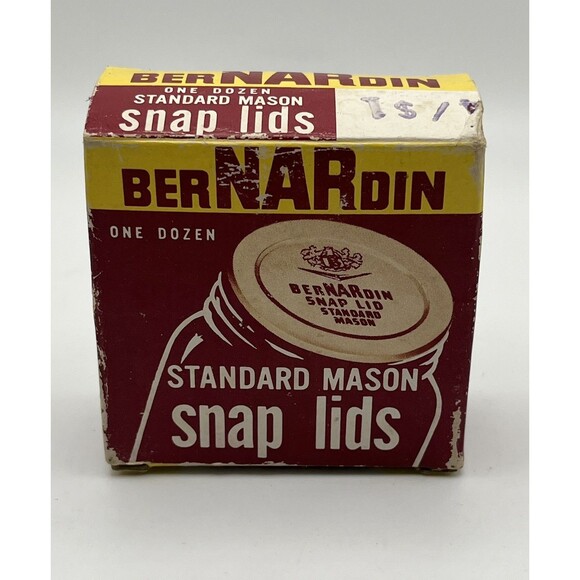 BERNARDIN
ONE DOZEN
STANDARD MASON
snap lids
BERNARDIN
ONE DOZEN
BERNARDIN
SNAP LID
STANDARD
MASON
STANDARD MASON
snap lids